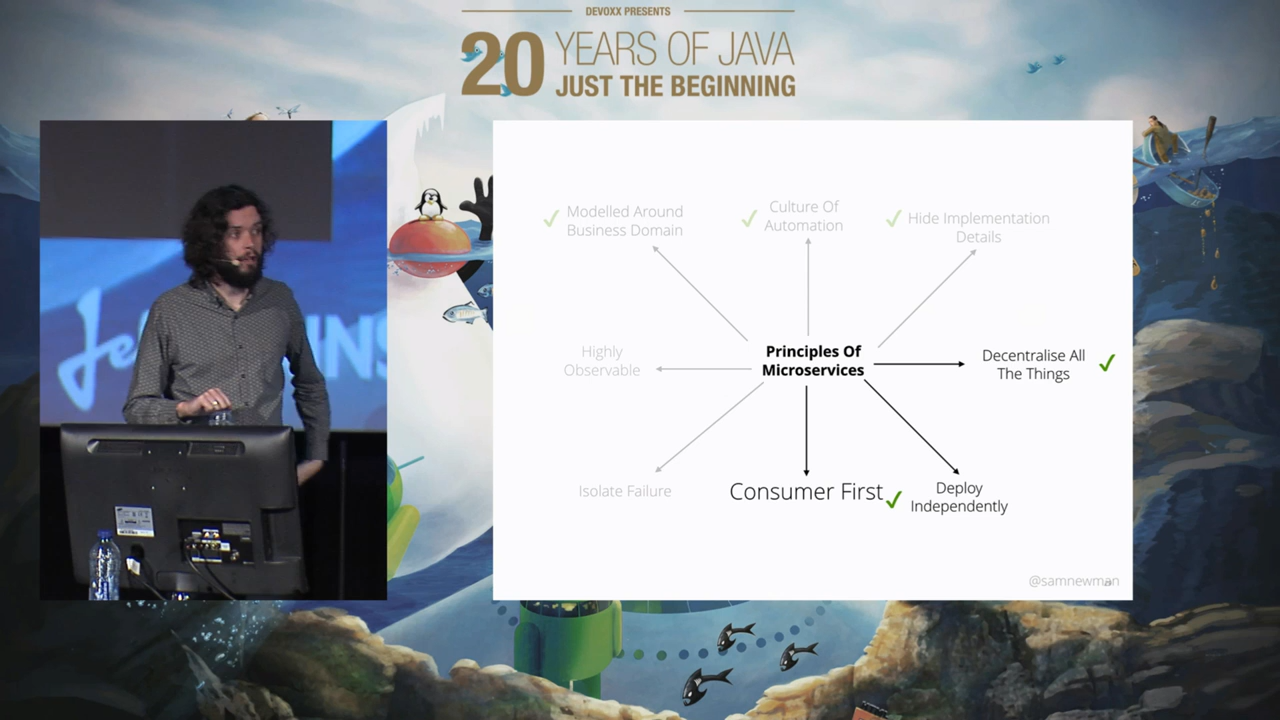 DEVOXX PRESENTS
20 YEARS OF JAVA
JUST THE BEGINNING
✓ Modelled Around
Business Domain
✓ Culture Of
Automation
✓ Hide Implementation
Details
Highly
Observable
Principles Of
Microservices
Decentralise All
The Things ✓
Isolate Failure
Consumer First ✓
Deploy
Independently
@samnewman